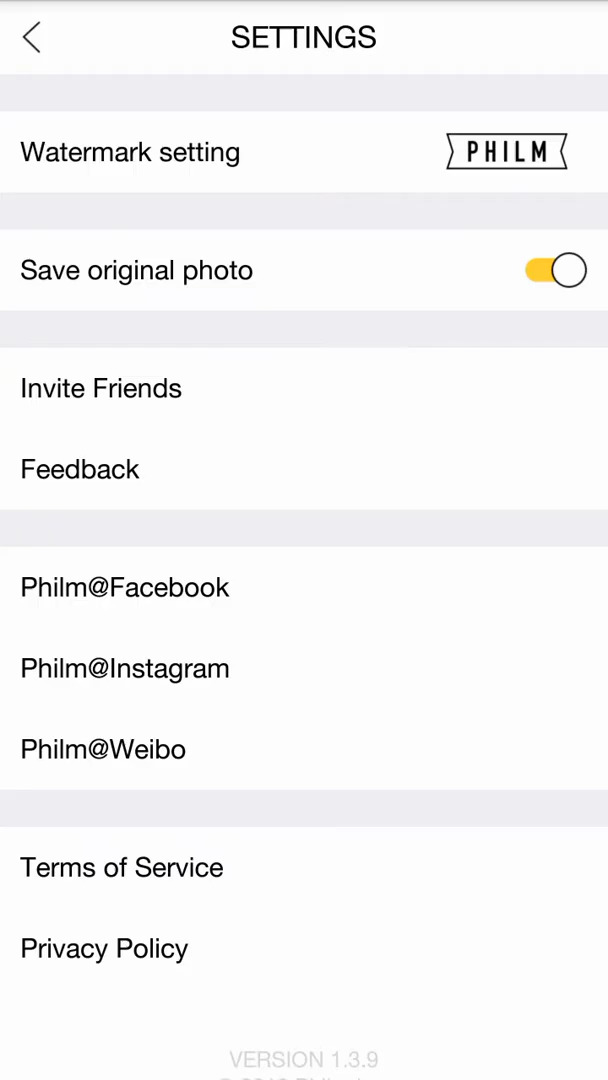 SETTINGS
Watermark setting
PHILM
Save original photo
Invite Friends
Feedback
Philm@Facebook
Philm@Instagram
Philm@Weibo
Terms of Service
Privacy Policy
VERSION 1.3.9